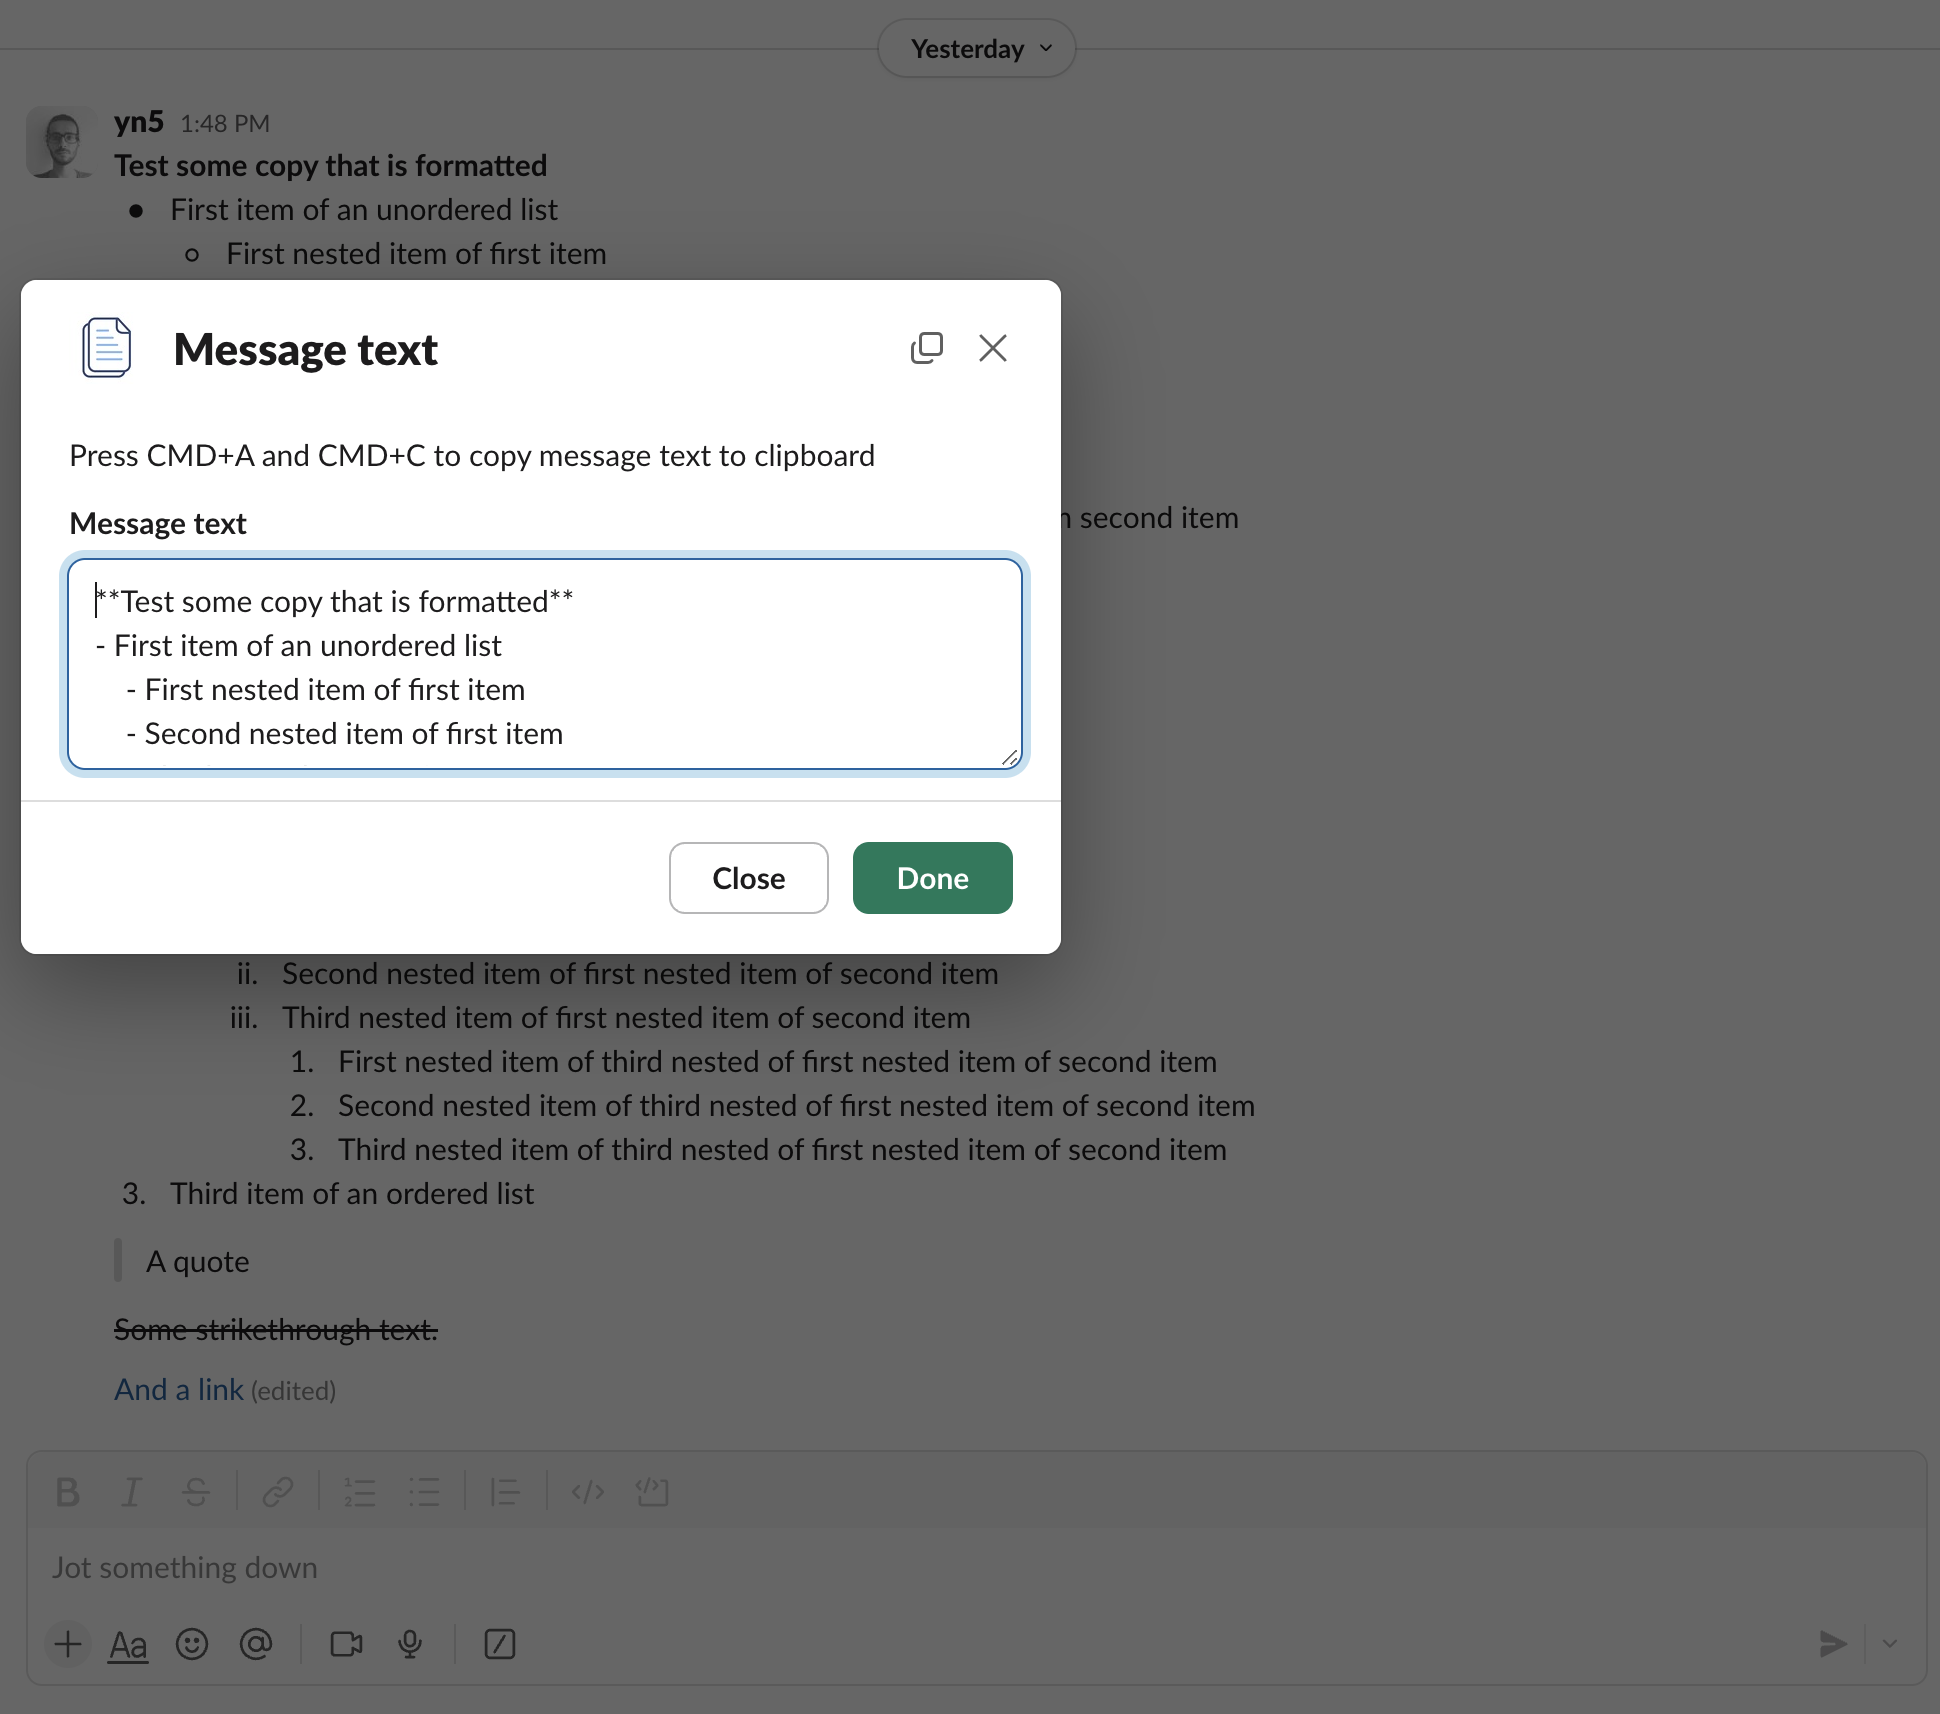 Yesterday
yn5 1:48 PM
Test some copy that is formatted
• First item of an unordered list
◦ First nested item of first item
Message text
Press CMD+A and CMD+C to copy message text to clipboard
Message text
**Test some copy that is formatted**
- First item of an unordered list
- First nested item of first item
- Second nested item of first item
second item
Close Done
ii. Second nested item of first nested item of second item
iii. Third nested item of first nested item of second item
1. First nested item of third nested of first nested item of second item
2. Second nested item of third nested of first nested item of second item
3. Third nested item of third nested of first nested item of second item
3. Third item of an ordered list
A quote
Some strikethrough text.
And a link (edited)
Jot something down
Aa